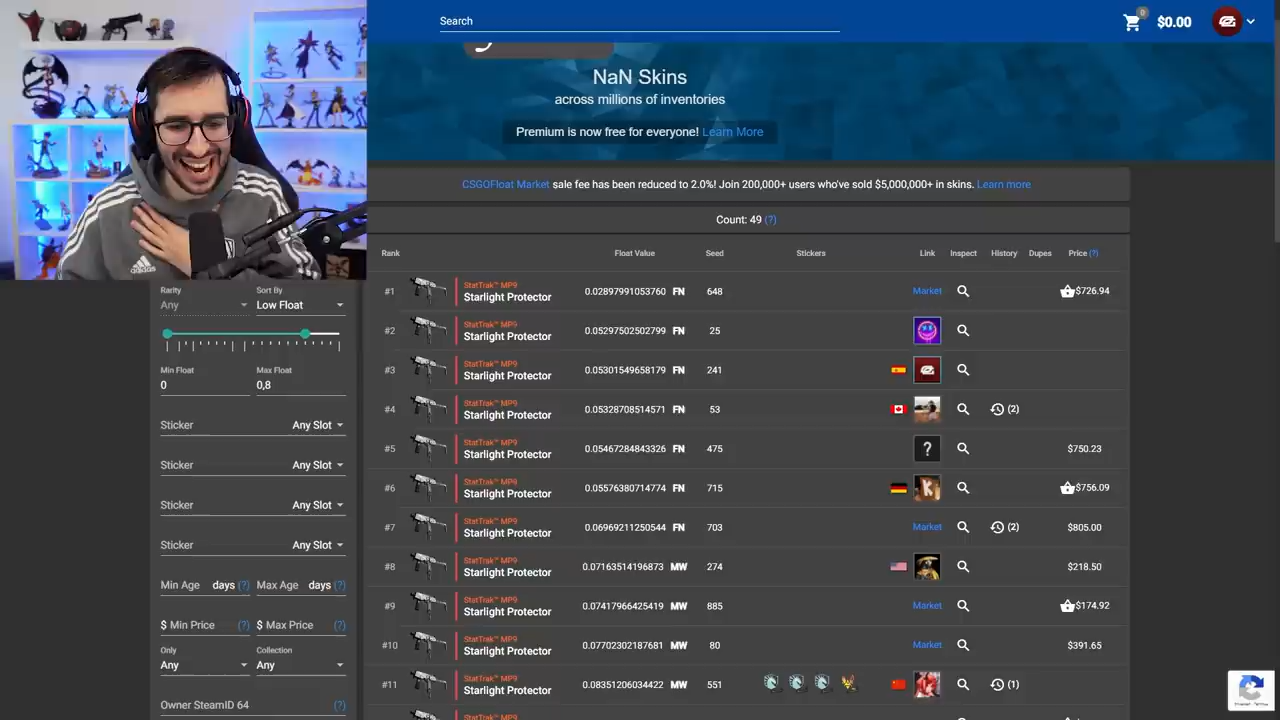 Search
0
$0.00
NaN Skins
across millions of inventories
Premium is now free for everyone! Learn More
CSGOFloat Market sale fee has been reduced to 2.0%! Join 200,000+ users who've sold $5,000,000+ in skins. Learn more
Count: 49 (?)
Rank Float Value Seed Stickers Link Inspect History Dupes Price (?)
#1 StatTrak™ MP9
Starlight Protector 0.02897991053760 FN 648 Market $726.94
#2 StatTrak™ MP9
Starlight Protector 0.05297502502799 FN 25
#3 StatTrak™ MP9
Starlight Protector 0.05301549658179 FN 241
#4 StatTrak™ MP9
Starlight Protector 0.05328708514571 FN 53 (2)
#5 StatTrak™ MP9
Starlight Protector 0.05467284843326 FN 475 ? $750.23
#6 StatTrak™ MP9
Starlight Protector 0.05576380714774 FN 715 $756.09
#7 StatTrak™ MP9
Starlight Protector 0.06969211250544 FN 703 Market (2) $805.00
#8 StatTrak™ MP9
Starlight Protector 0.07163514196873 MW 274 $218.50
#9 StatTrak™ MP9
Starlight Protector 0.07417966425419 MW 885 Market $174.92
#10 StatTrak™ MP9
Starlight Protector 0.07702302187681 MW 80 Market $391.65
#11 StatTrak™ MP9
Starlight Protector 0.08351206034422 MW 551 (1)
StatTrak™ MP9
adidas
Rarity Sort By
Any Low Float
Min Float Max Float
0 0,8
Sticker Any Slot
Sticker Any Slot
Sticker Any Slot
Sticker Any Slot
Min Age days (?) Max Age days (?)
$ Min Price (?) $ Max Price (?)
Only Collection
Any Any
Owner SteamID 64 (?)